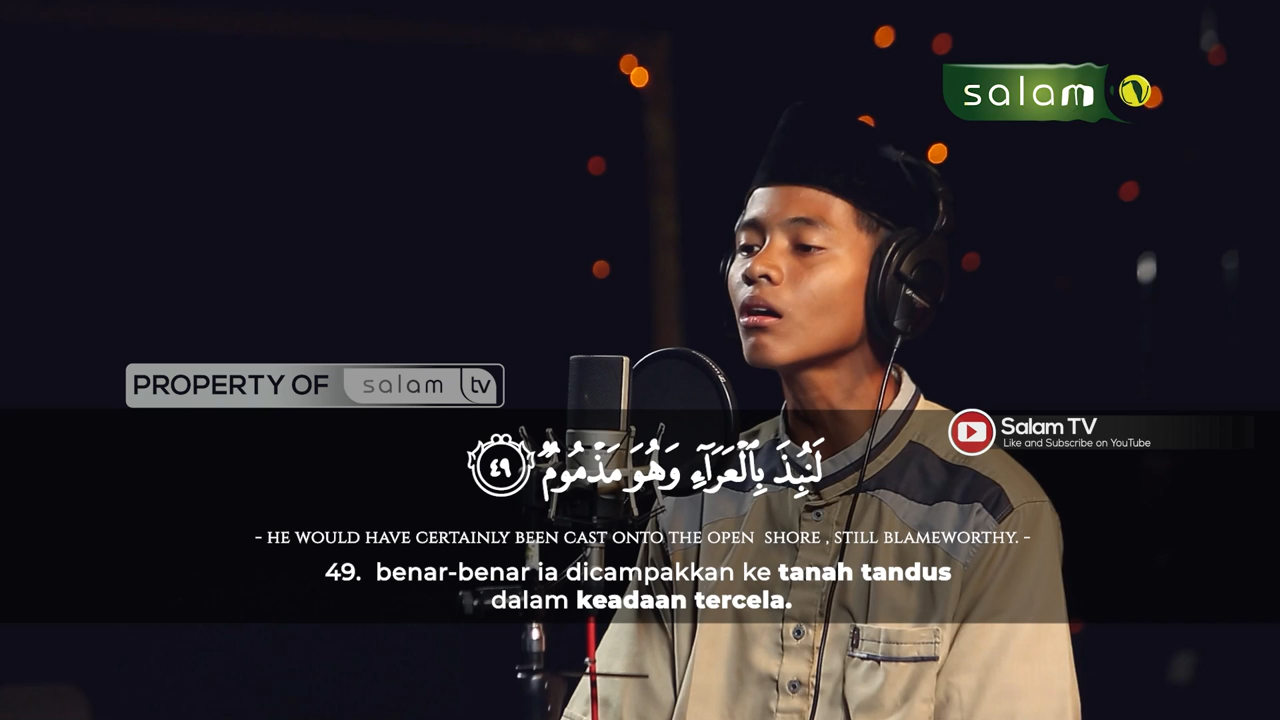 salam
PROPERTY OF salam tv
Salam TV
Like and Subscribe on YouTube
لَنُبِذَ بِٱلْعَرَآءِ وَهُوَ مَذْمُومٌ ٤٩
- HE WOULD HAVE CERTAINLY BEEN CAST ONTO THE OPEN SHORE , STILL BLAMEWORTHY. -
49. benar-benar ia dicampakkan ke tanah tandus
dalam keadaan tercela.